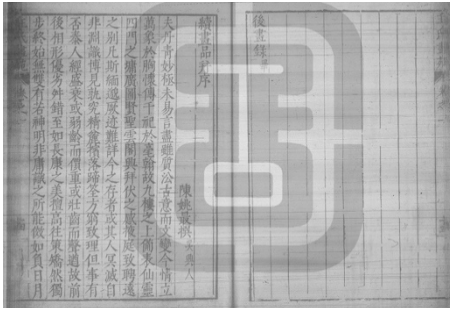 後畫錄
續畫品并序
陳姚最撰 吳興人
夫丹青妙極未易言盡雖質沿古意而文變今情立
萬象於胸懷傳千祀於毫翰故九樓之上備表仙靈
四門之墉廣圖賢聖雲閣興拜伏之感掖庭致聘遠
之別凡斯緬邈厥迹難詳今之存者或其人冥滅自
非淵識博見孰究精麄擯落蹄筌方窮致理但事有
否泰人經盛衰或弱齡而價重或壯齒而聲遒故前
後相形優劣舛錯至如長康之美擅高往策矯然獨
步終始無雙有若神明非庸識之所能效如負日月